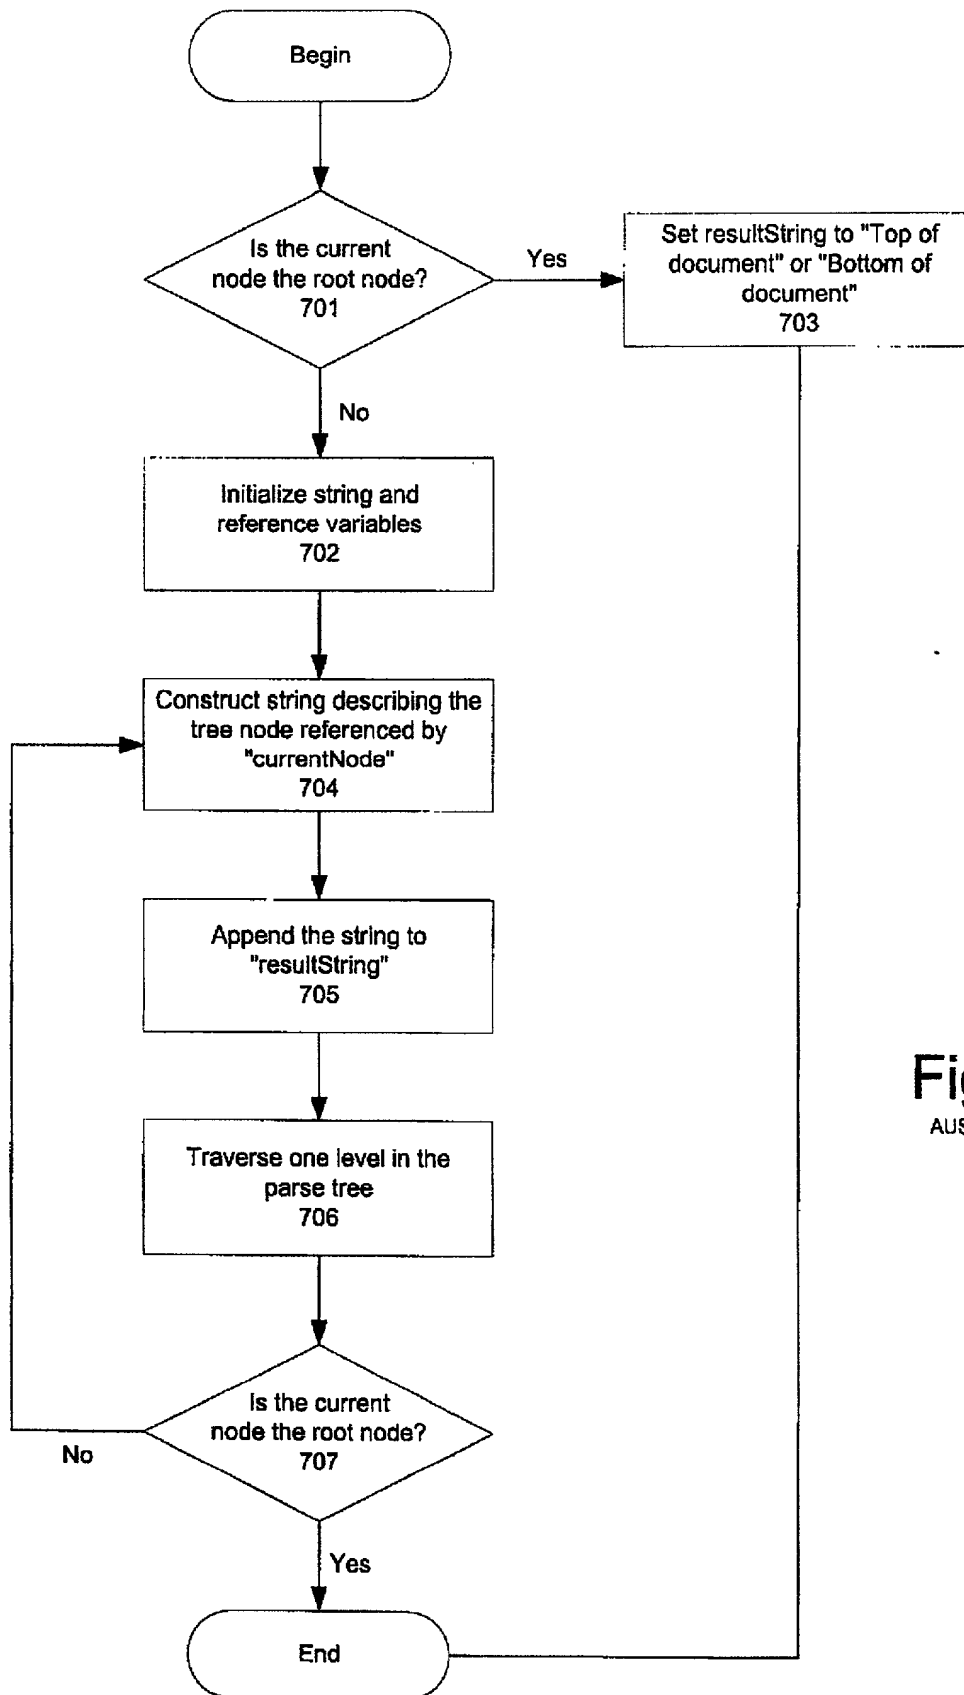 Begin
Is the current
node the root node?
701
Yes
Set resultString to "Top of
document" or "Bottom of
document"
703
No
Initialize string and
reference variables
702
Construct string describing the
tree node referenced by
"currentNode"
704
Append the string to
"resultString"
705
Traverse one level in the
parse tree
706
Is the current
node the root node?
707
No
Yes
End